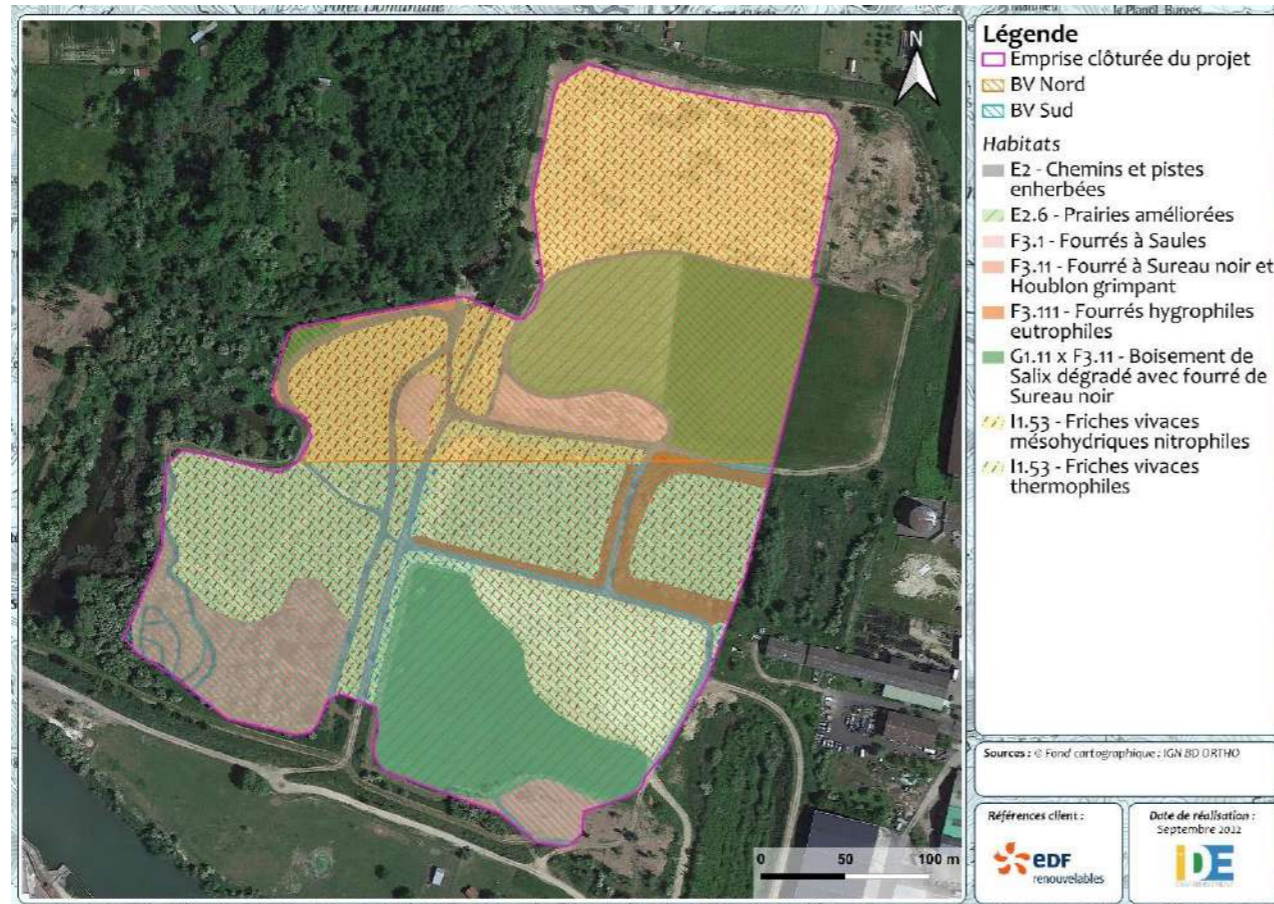 N
Légende
Emprise clôturée du projet
BV Nord
BV Sud
Habitats
E2 - Chemins et pistes
enherbées
E2.6 - Prairies améliorées
F3.1 - Fourrés à Saules
F3.11 - Fourré à Sureau noir et
Houblon grimpant
F3.111 - Fourrés hygrophiles
eutrophiles
G1.11 x F3.11 - Boisement de
Salix dégradé avec fourré de
Sureau noir
I1.53 - Friches vivaces
mésohydriques nitrophiles
I1.53 - Friches vivaces
thermophiles
0 50 100 m
Sources : © Fond cartographique : IGN BD ORTHO
Références client :
eDF
renouvelables
Date de réalisation :
Septembre 2022
IDE